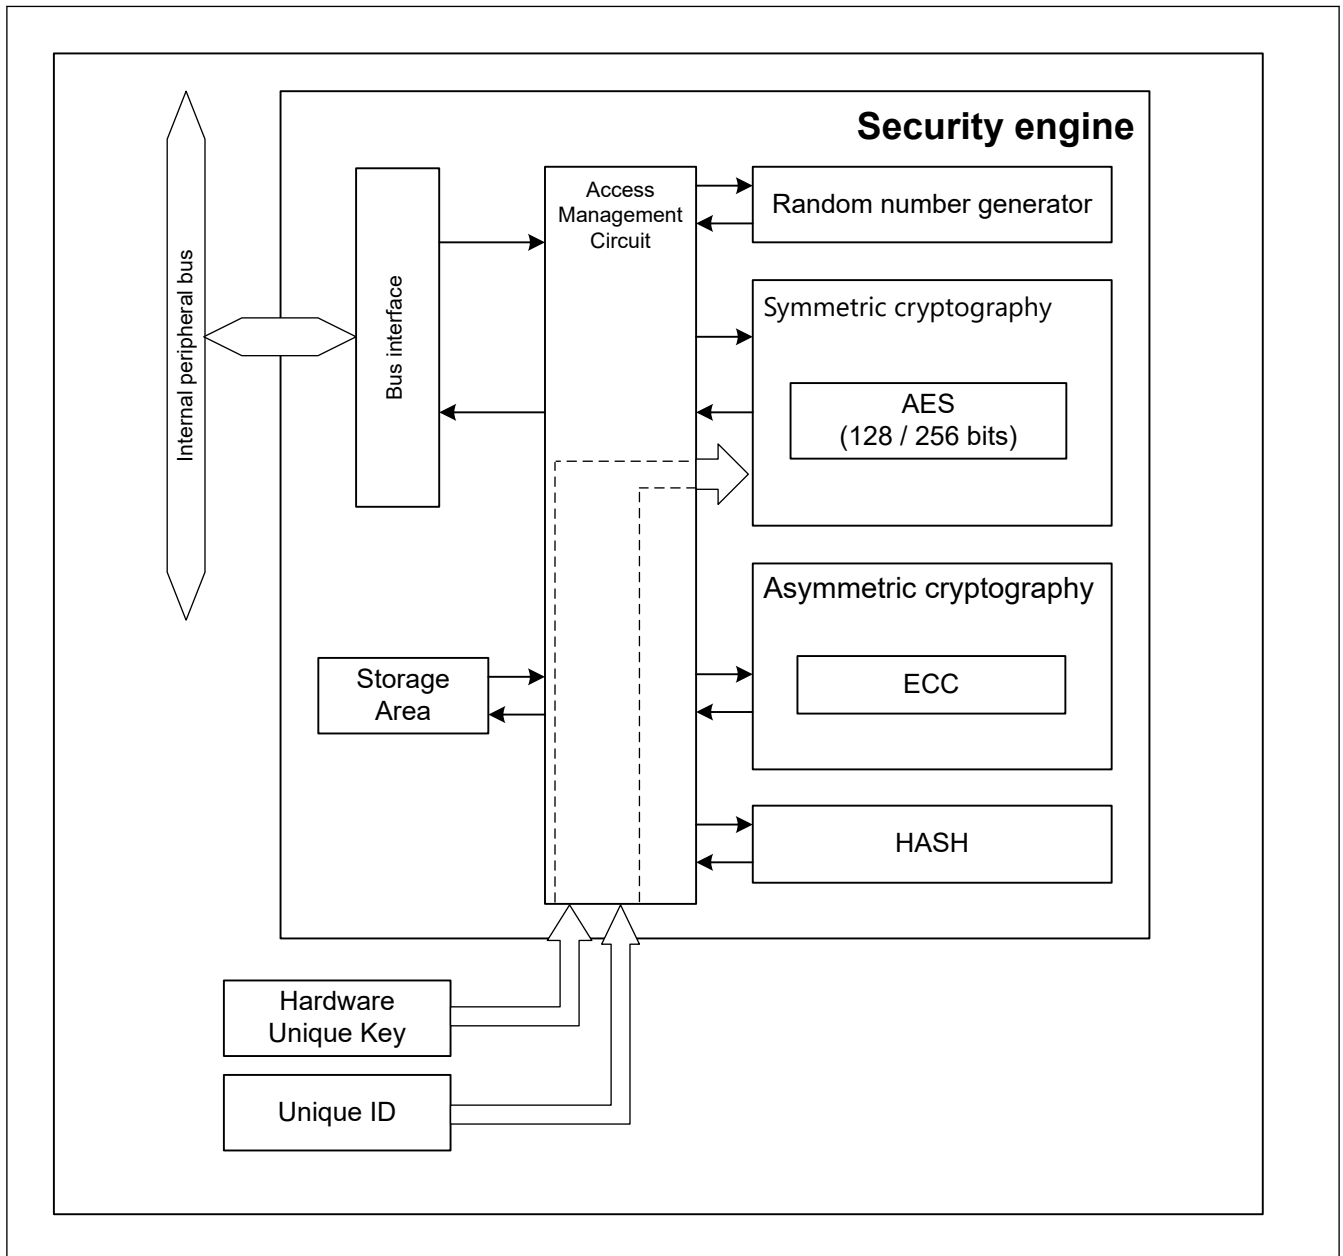 Security engine
Internal peripheral bus
Bus interface
Access
Management
Circuit
Random number generator
Symmetric cryptography
AES
(128 / 256 bits)
Asymmetric cryptography
ECC
Storage
Area
HASH
Hardware
Unique Key
Unique ID